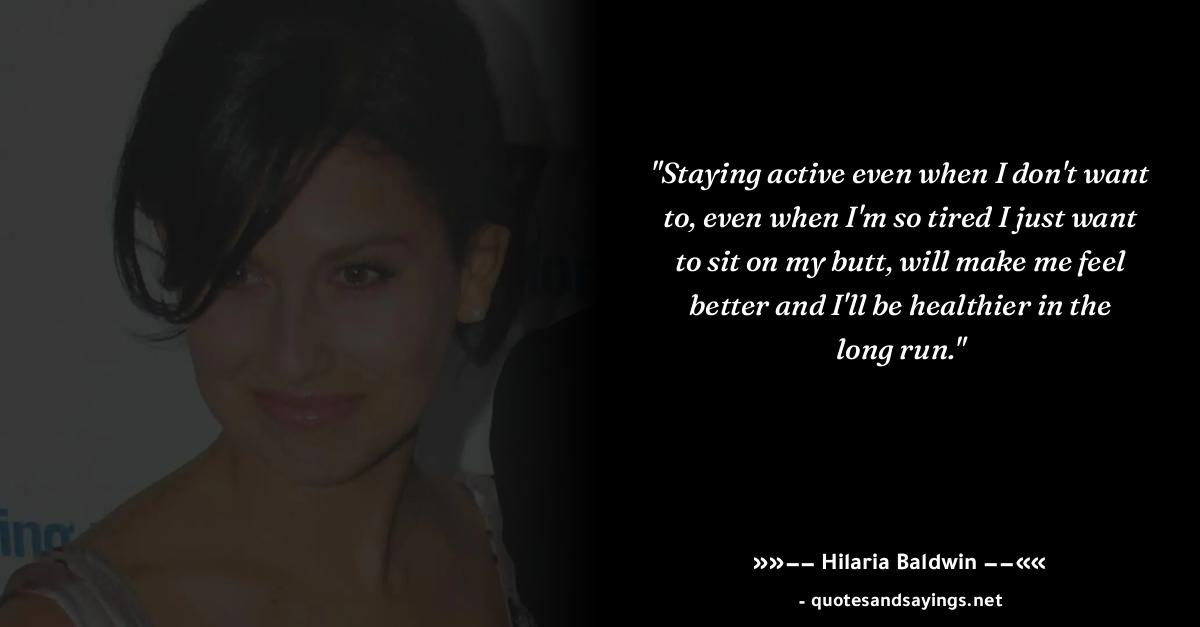 "Staying active even when I don't want
to, even when I'm so tired I just want
to sit on my butt, will make me feel
better and I'll be healthier in the
long run."
»»−− Hilaria Baldwin −−««
- quotesandsayings.net
ing